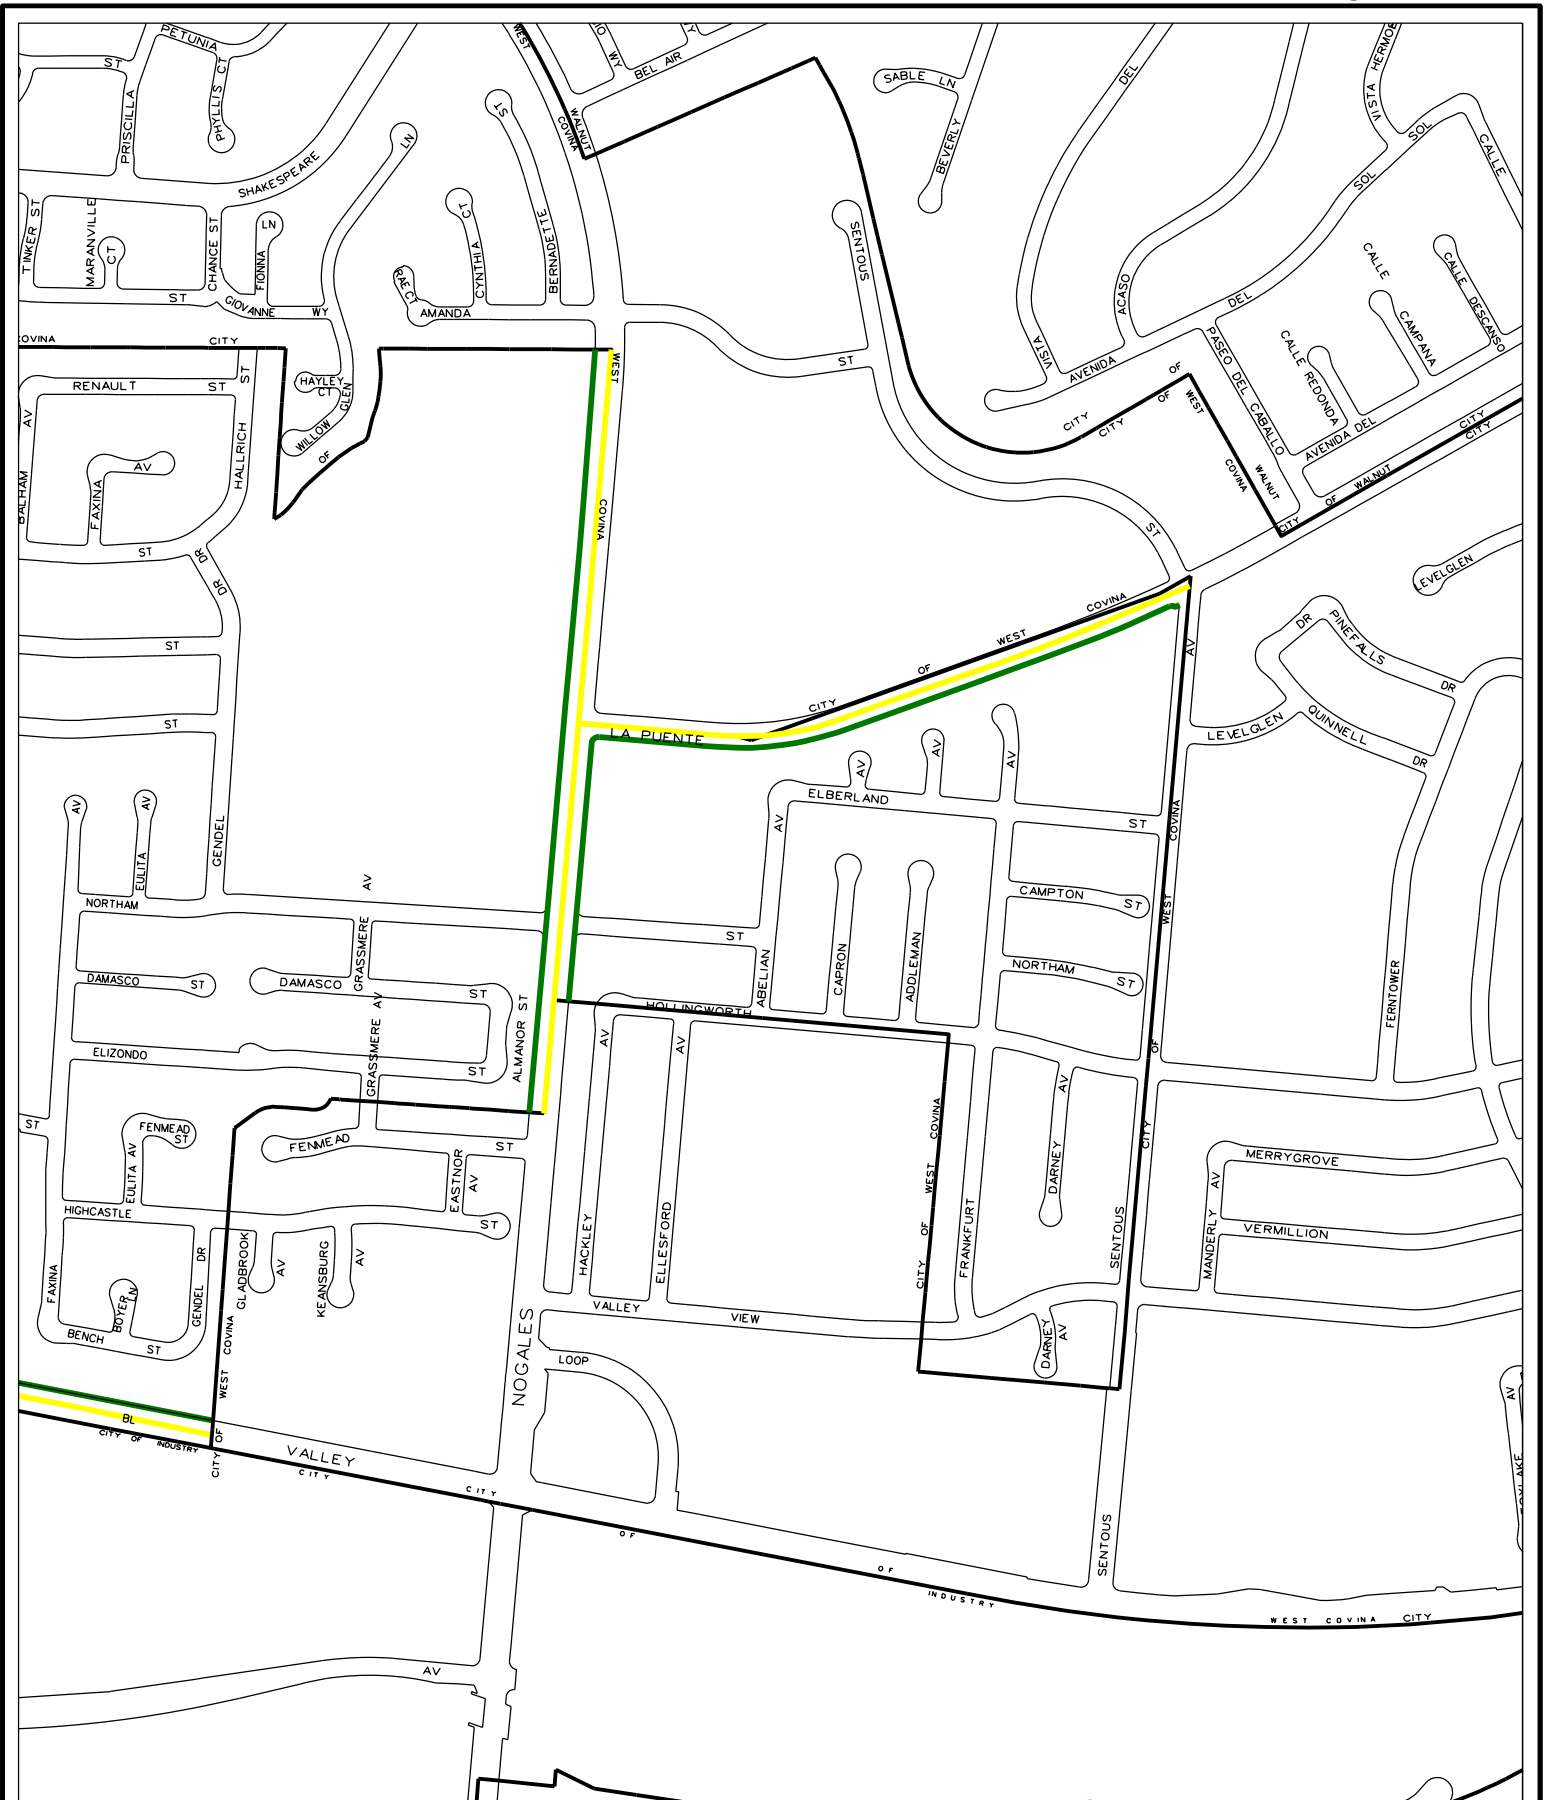 PETUNIA
ST
PHYLLIS CT
PRISCILLA
SHAKESPEARE
LN
ST
WEST
COVINA
WALNUT
WY
BEL AIR
SABLE LN
BEVERLY
DEL
VISTA HERMOS
SOL
CALLE
SOL
TINKER ST
MARANVILLE
CT
CHANCE ST
LN
FIONNA
ST
GIOVANNE WY
RAE CT
CYNTHIA CT
BERNADETTE
AMANDA
SENTOUS
ST
VISTA
ACASO
AVENIDA
DEL
CALLE
CALLE DESCANSO
CAMPANA
CALLE REDONDA
PASEO DEL CABALLO
AVENIDA DEL
COVINA
CITY
RENAULT ST
ST
HAYLEY
CT
GLEN
WILLOW
OF
AV
BALHAM
AV
FAXINA
HALLRICH
ST
DR
DR
WEST
COVINA
CITY
OF
CITY
OF
WEST
COVINA
WALNUT
CITY
OF
WALNUT
CITY
CITY
ST
LEVELGLEN
ST
ST
GENDEL
CITY
OF
WEST
COVINA
LA PUENTE
AV
DR
PINEFALLS
DR
LEVELGLEN
QUINNELL
DR
AV
AV
EULITA
NORTHAM
AV
GRASSMERE
ELBERLAND
AV
AV
AV
AV
ST
COVINA
WEST
CAMPTON
ST
ST
ABELIAN
CAPRON
ADDLEMAN
NORTHAM
ST
FERNTOWER
DAMASCO
ST
DAMASCO
ST
AV
GRASSMERE
ALMANOR ST
HOLLINGWORTH
ELIZONDO
ST
AV
AV
OF
CITY
AV
COVINA
WEST
OF
CITY
ST
FENMEAD
ST
FENMEAD
ST
EULITA AV
EASTNOR
AV
HIGHCASTLE
ST
DARNEY
MERRYGROVE
AV
MANDERLY
VERMILLION
FAXINA
BOYER
LN
GENDEL
DR
GLADBROOK
AV
KEANSBURG
AV
HACKLEY
ELLESFORD
FRANKFURT
SENTOUS
BENCH
ST
COVINA
WEST
OF
CITY
NOGALES
VALLEY
VIEW
LOOP
DARNEY
AV
AV
BL
CITY OF INDUSTRY
VALLEY
CITY
CITY
OF
OF
INDUSTRY
SENTOUS
WEST COVINA
CITY
AV